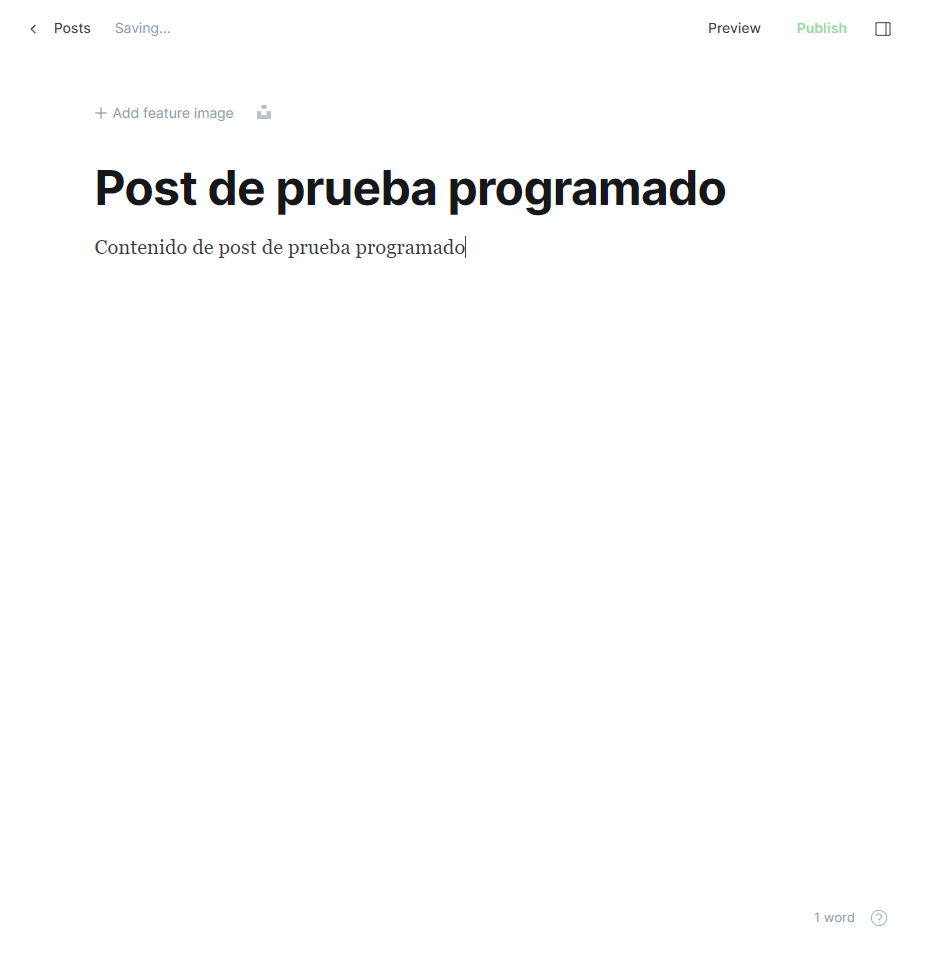 Posts Saving... Preview Publish
Add feature image
Post de prueba programado
Contenido de post de prueba programado
1 word